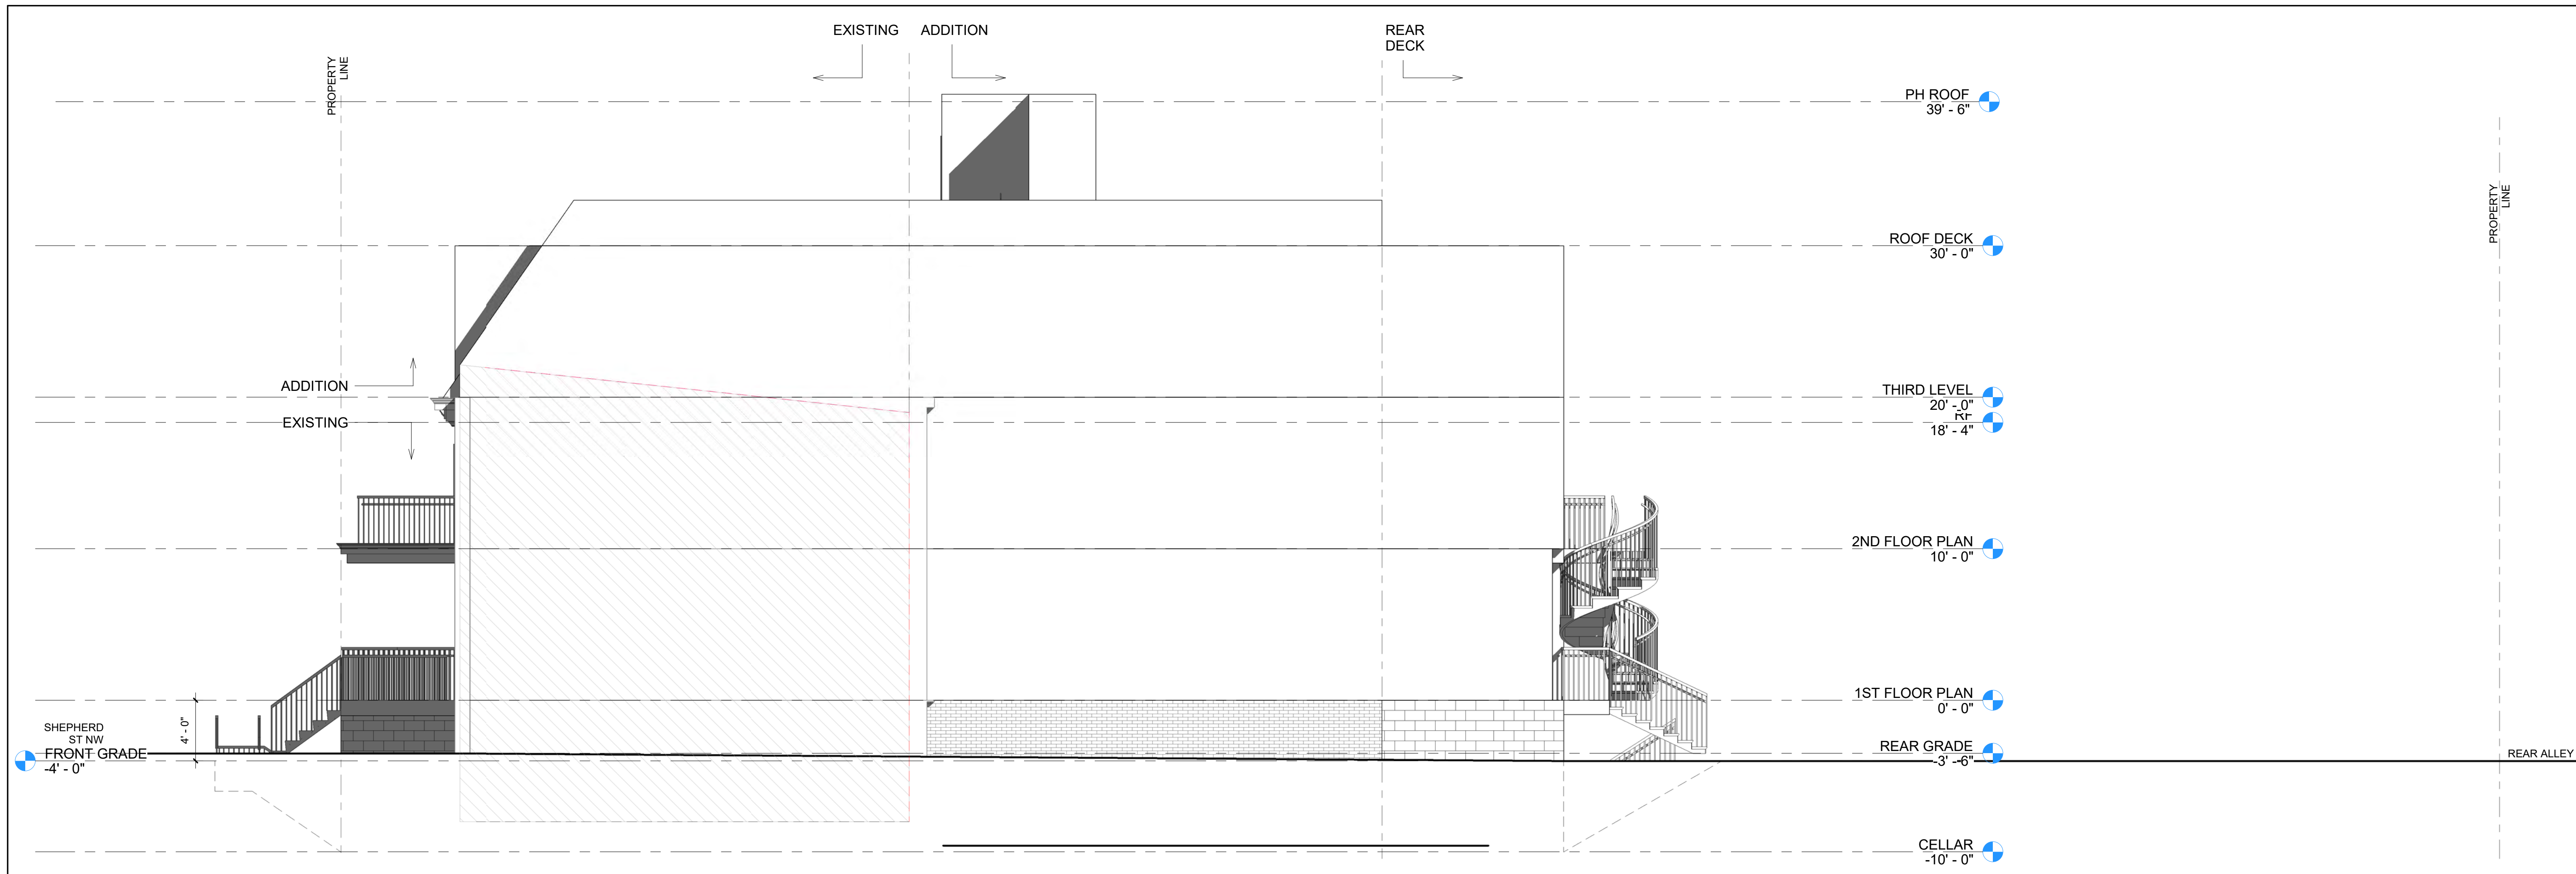 EXISTING
ADDITION
REAR
DECK
PROPERTY
LINE
PH ROOF
39' - 6"
PROPERTY
LINE
ROOF DECK
30' - 0"
ADDITION
THIRD LEVEL
20' - 0"
EXISTING
RF
18' - 4"
2ND FLOOR PLAN
10' - 0"
1ST FLOOR PLAN
0' - 0"
4' - 0"
SHEPHERD
ST NW
FRONT GRADE
-4' - 0"
REAR GRADE
-3' - 6"
REAR ALLEY
CELLAR
-10' - 0"